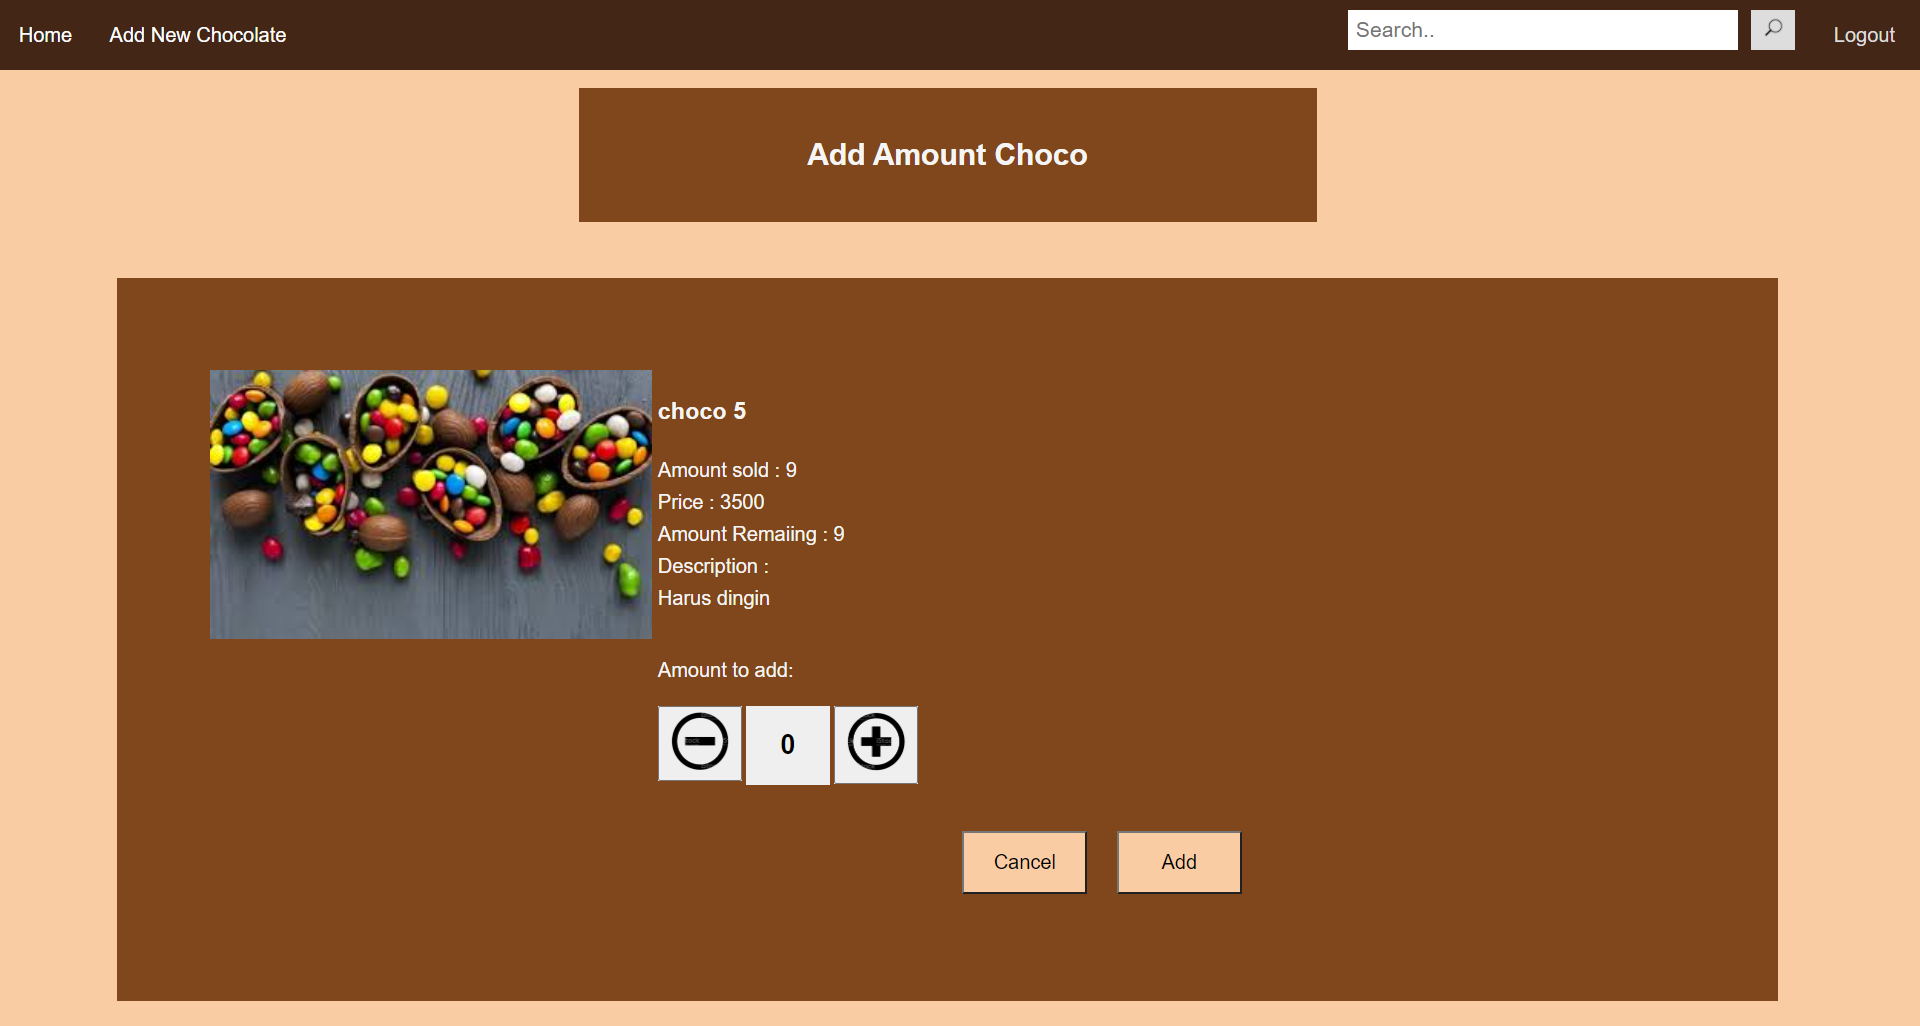 Home
Add New Chocolate
Search..
Logout
Add Amount Choco
choco 5
Amount sold : 9
Price : 3500
Amount Remaiing : 9
Description :
Harus dingin
Amount to add:
0
Cancel
Add